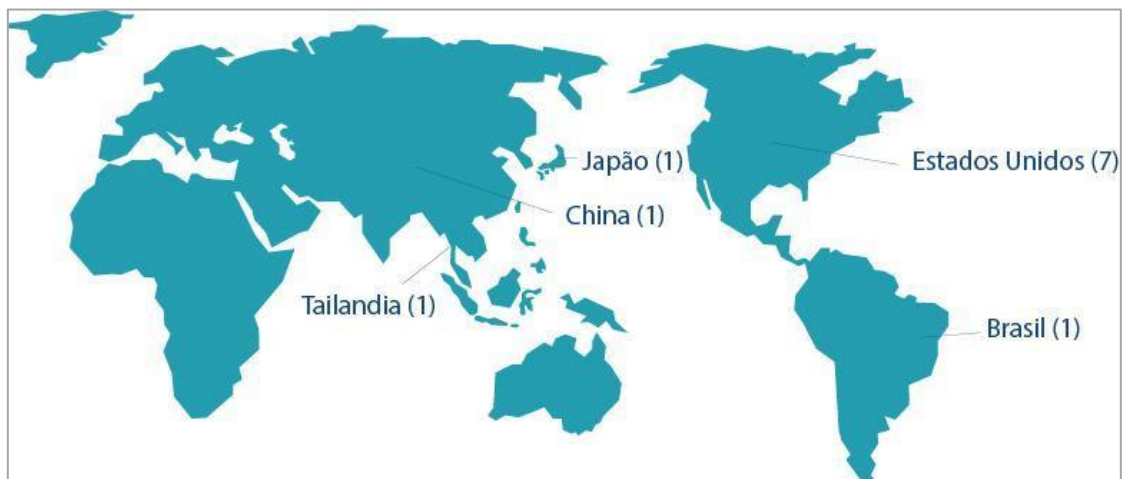 Japão (1)
Estados Unidos (7)
China (1)
Tailandia (1)
Brasil (1)